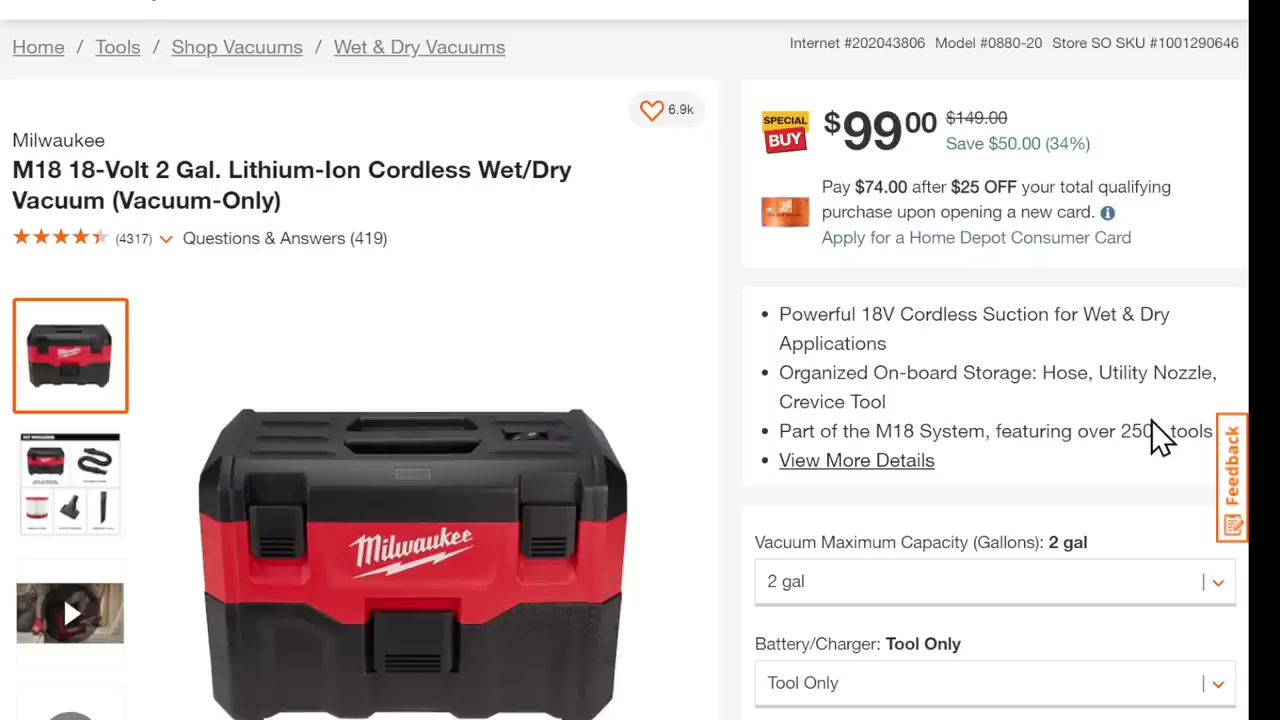 Home / Tools / Shop Vacuums / Wet & Dry Vacuums
Internet #202043806 Model #0880-20 Store SO SKU #1001290646
6.9k
Milwaukee
M18 18-Volt 2 Gal. Lithium-Ion Cordless Wet/Dry
Vacuum (Vacuum-Only)
(4317) Questions & Answers (419)
Milwaukee
SPECIAL
BUY
$99.00 $149.00
Save $50.00 (34%)
Pay $74.00 after $25 OFF your total qualifying
purchase upon opening a new card.
Apply for a Home Depot Consumer Card
• Powerful 18V Cordless Suction for Wet & Dry
Applications
• Organized On-board Storage: Hose, Utility Nozzle,
Crevice Tool
• Part of the M18 System, featuring over 250 tools
• View More Details
Feedback
Vacuum Maximum Capacity (Gallons): 2 gal
2 gal
Battery/Charger: Tool Only
Tool Only